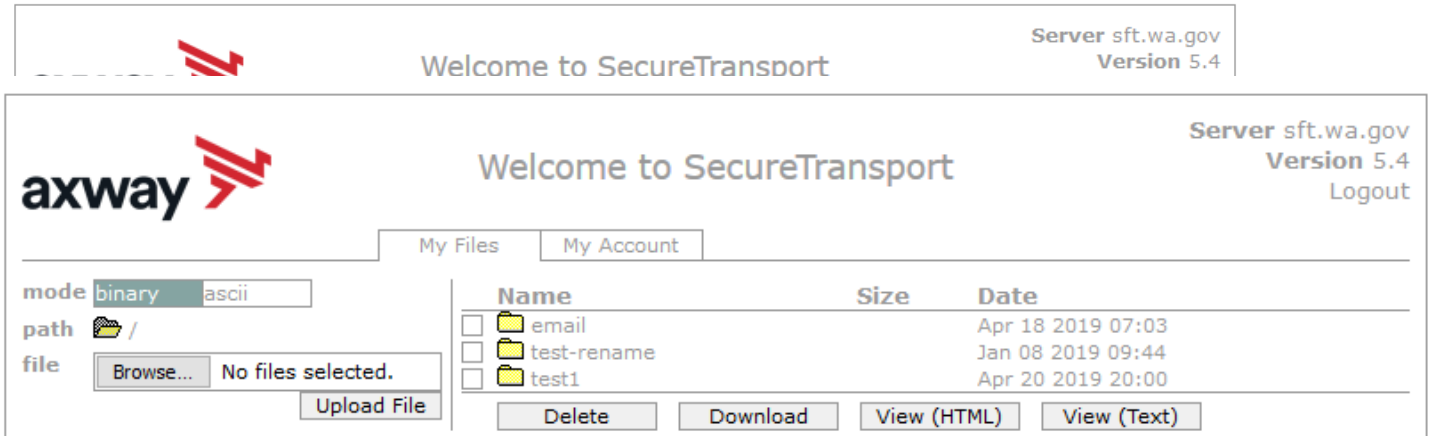 Server sft.wa.gov
Welcome to SecureTransport
Version 5.4
Server sft.wa.gov
axway
Welcome to SecureTransport
Version 5.4
Logout
My Files My Account
mode binary ascii
path /
file Browse... No files selected.
Upload File
Name Size Date
email Apr 18 2019 07:03
test-rename Jan 08 2019 09:44
test1 Apr 20 2019 20:00
Delete Download View (HTML) View (Text)